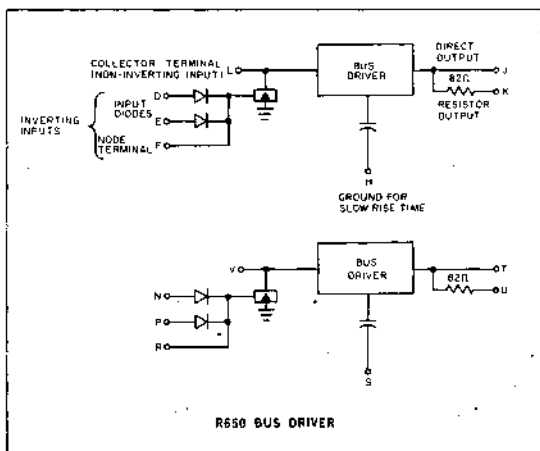 COLLECTOR TERMINAL
(NON-INVERTING INPUT) L
BUS
DRIVER
DIRECT
OUTPUT
J
82Ω
K
RESISTOR
OUTPUT
INVERTING
INPUTS
D
INPUT
DIODES
E
NODE
TERMINAL
F
H
GROUND FOR
SLOW RISE TIME
V
BUS
DRIVER
T
82Ω
U
N
P
R
S
R650 BUS DRIVER